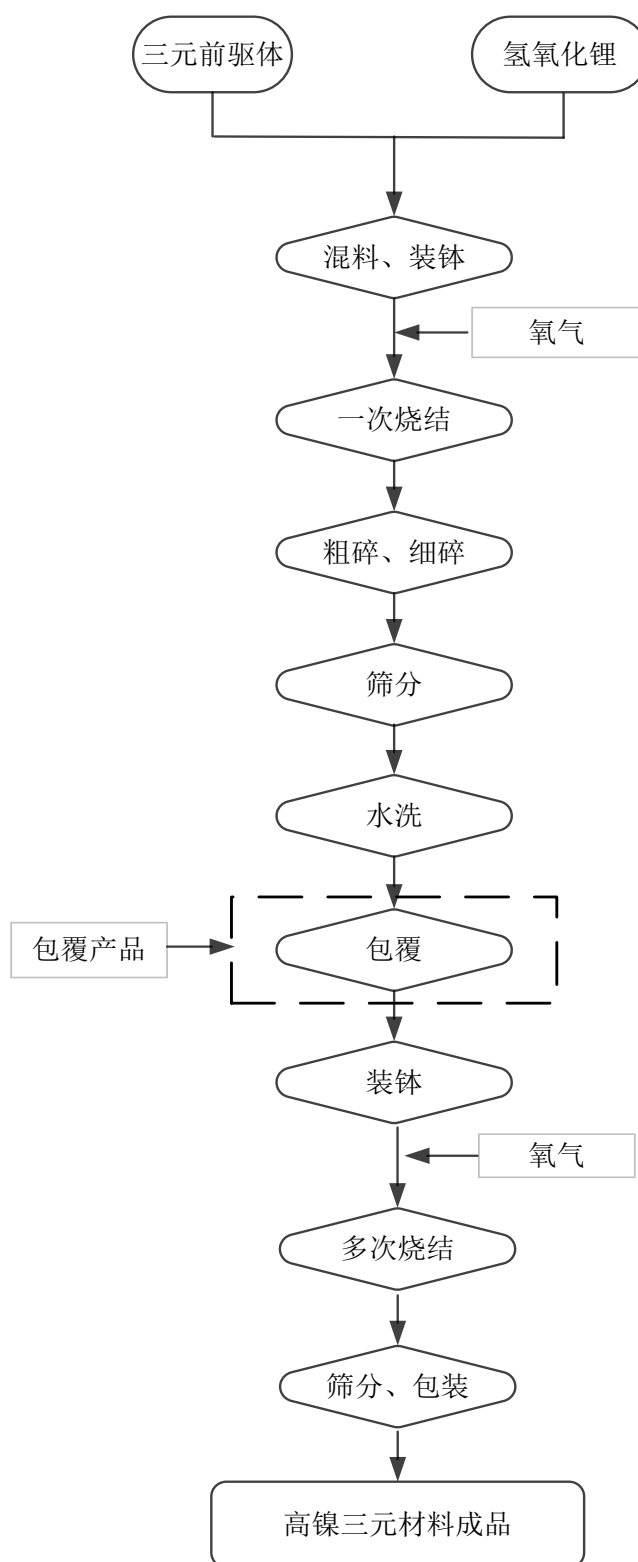 三元前驱体
氢氧化锂
混料、装钵
氧气
一次烧结
粗碎、细碎
筛分
水洗
包覆产品
包覆
装钵
氧气
多次烧结
筛分、包装
高镍三元材料成品